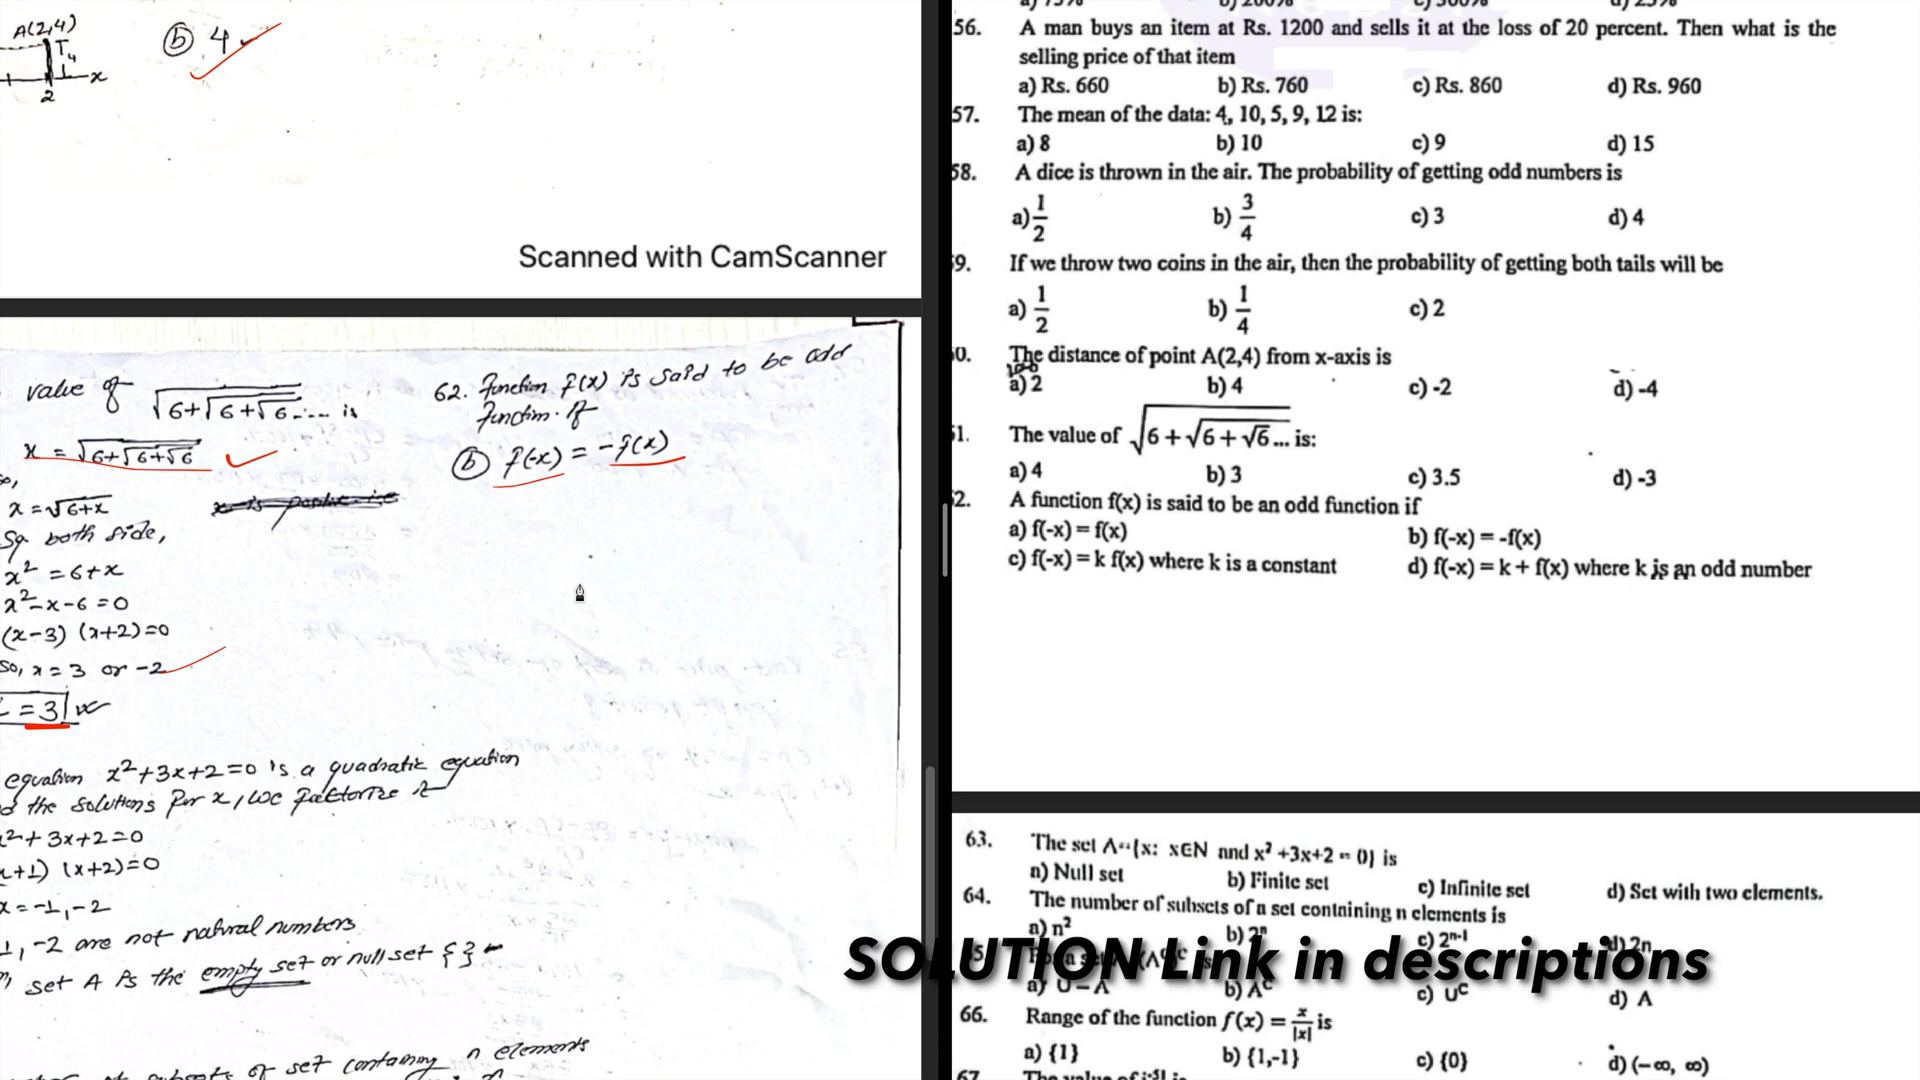 A(2,4)
4
x
2
ⓑ 4
Scanned with CamScanner
value of √6+√6+√6..... is
x = √6+√6+√6
so,
x = √6+x
Sq both side,
x² = 6+x
x²-x-6=0
(x-3) (x+2)=0
so, x = 3 or -2
= 3
62. Function f(x) is said to be odd
function. if
ⓑ f(-x) = -f(x)
equation x²+3x+2=0 is a quadratic equation
the solutions for x, we factorize it
x²+3x+2=0
(x+1) (x+2)=0
x = -1, -2
-1, -2 are not natural numbers
set A is the empty set or null set { }
of set containing n elements
56. A man buys an item at Rs. 1200 and sells it at the loss of 20 percent. Then what is the
selling price of that item
a) Rs. 660 b) Rs. 760 c) Rs. 860 d) Rs. 960
57. The mean of the data: 4, 10, 5, 9, 12 is:
a) 8 b) 10 c) 9 d) 15
58. A dice is thrown in the air. The probability of getting odd numbers is
a) 1/2 b) 3/4 c) 3 d) 4
59. If we throw two coins in the air, then the probability of getting both tails will be
a) 1/2 b) 1/4 c) 2
60. The distance of point A(2,4) from x-axis is
a) 2 b) 4 c) -2 d) -4
61. The value of √6 + √6 + √6 ... is:
a) 4 b) 3 c) 3.5 d) -3
62. A function f(x) is said to be an odd function if
a) f(-x) = f(x) b) f(-x) = -f(x)
c) f(-x) = k f(x) where k is a constant d) f(-x) = k + f(x) where k is an odd number
63. The set A={x: x∈N and x² +3x+2 = 0} is
a) Null set b) Finite set c) Infinite set d) Set with two elements.
64. The number of subsets of a set containing n elements is
a) n² b) 2ⁿ c) 2ⁿ⁻¹ d) 2n
SOLUTION Link in descriptions
a) U – A b) Aᶜ c) Uᶜ d) A
66. Range of the function f(x) = x/|x| is
a) {1} b) {1,-1} c) {0} d) (-∞, ∞)
67. The value of